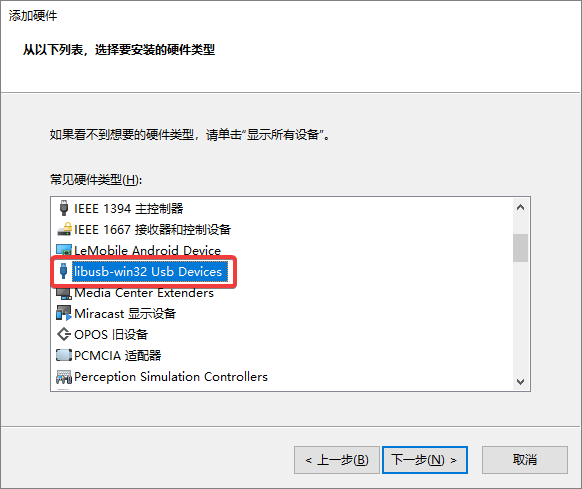 添加硬件
从以下列表，选择要安装的硬件类型
如果看不到想要的硬件类型，请单击“显示所有设备”。
常见硬件类型(H):
IEEE 1394 主控制器
IEEE 1667 接收器和控制设备
LeMobile Android Device
libusb-win32 Usb Devices
Media Center Extenders
Miracast 显示设备
OPOS 旧设备
PCMCIA 适配器
Perception Simulation Controllers
< 上一步(B) 下一步(N) > 取消